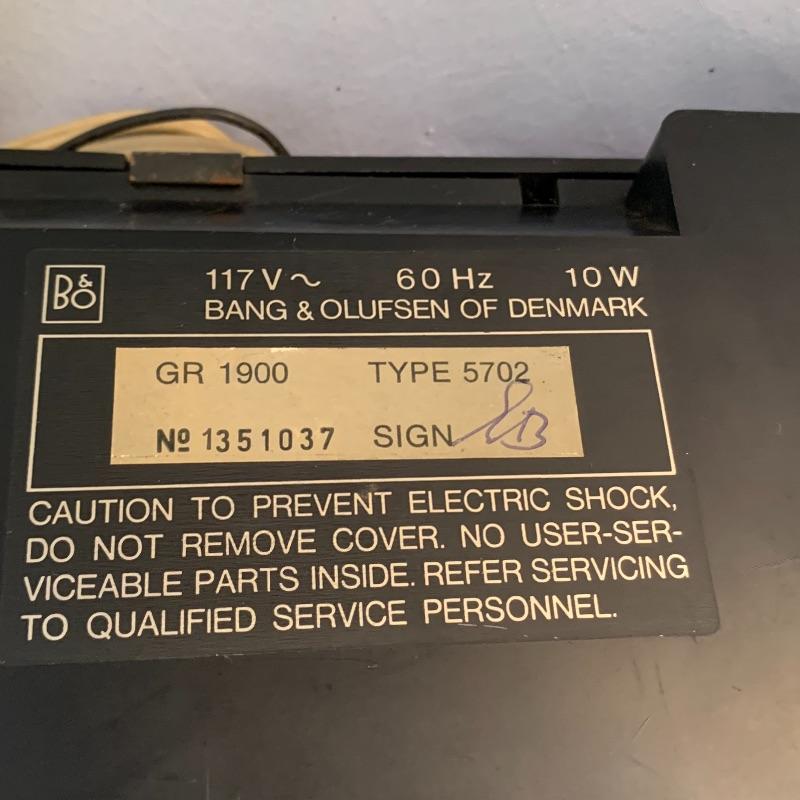 B&O 117V~ 60 Hz 10 W
BANG & OLUFSEN OF DENMARK
GR 1900 TYPE 5702
№ 1351037 SIGN
CAUTION TO PREVENT ELECTRIC SHOCK,
DO NOT REMOVE COVER. NO USER-SER-
VICEABLE PARTS INSIDE. REFER SERVICING
TO QUALIFIED SERVICE PERSONNEL.